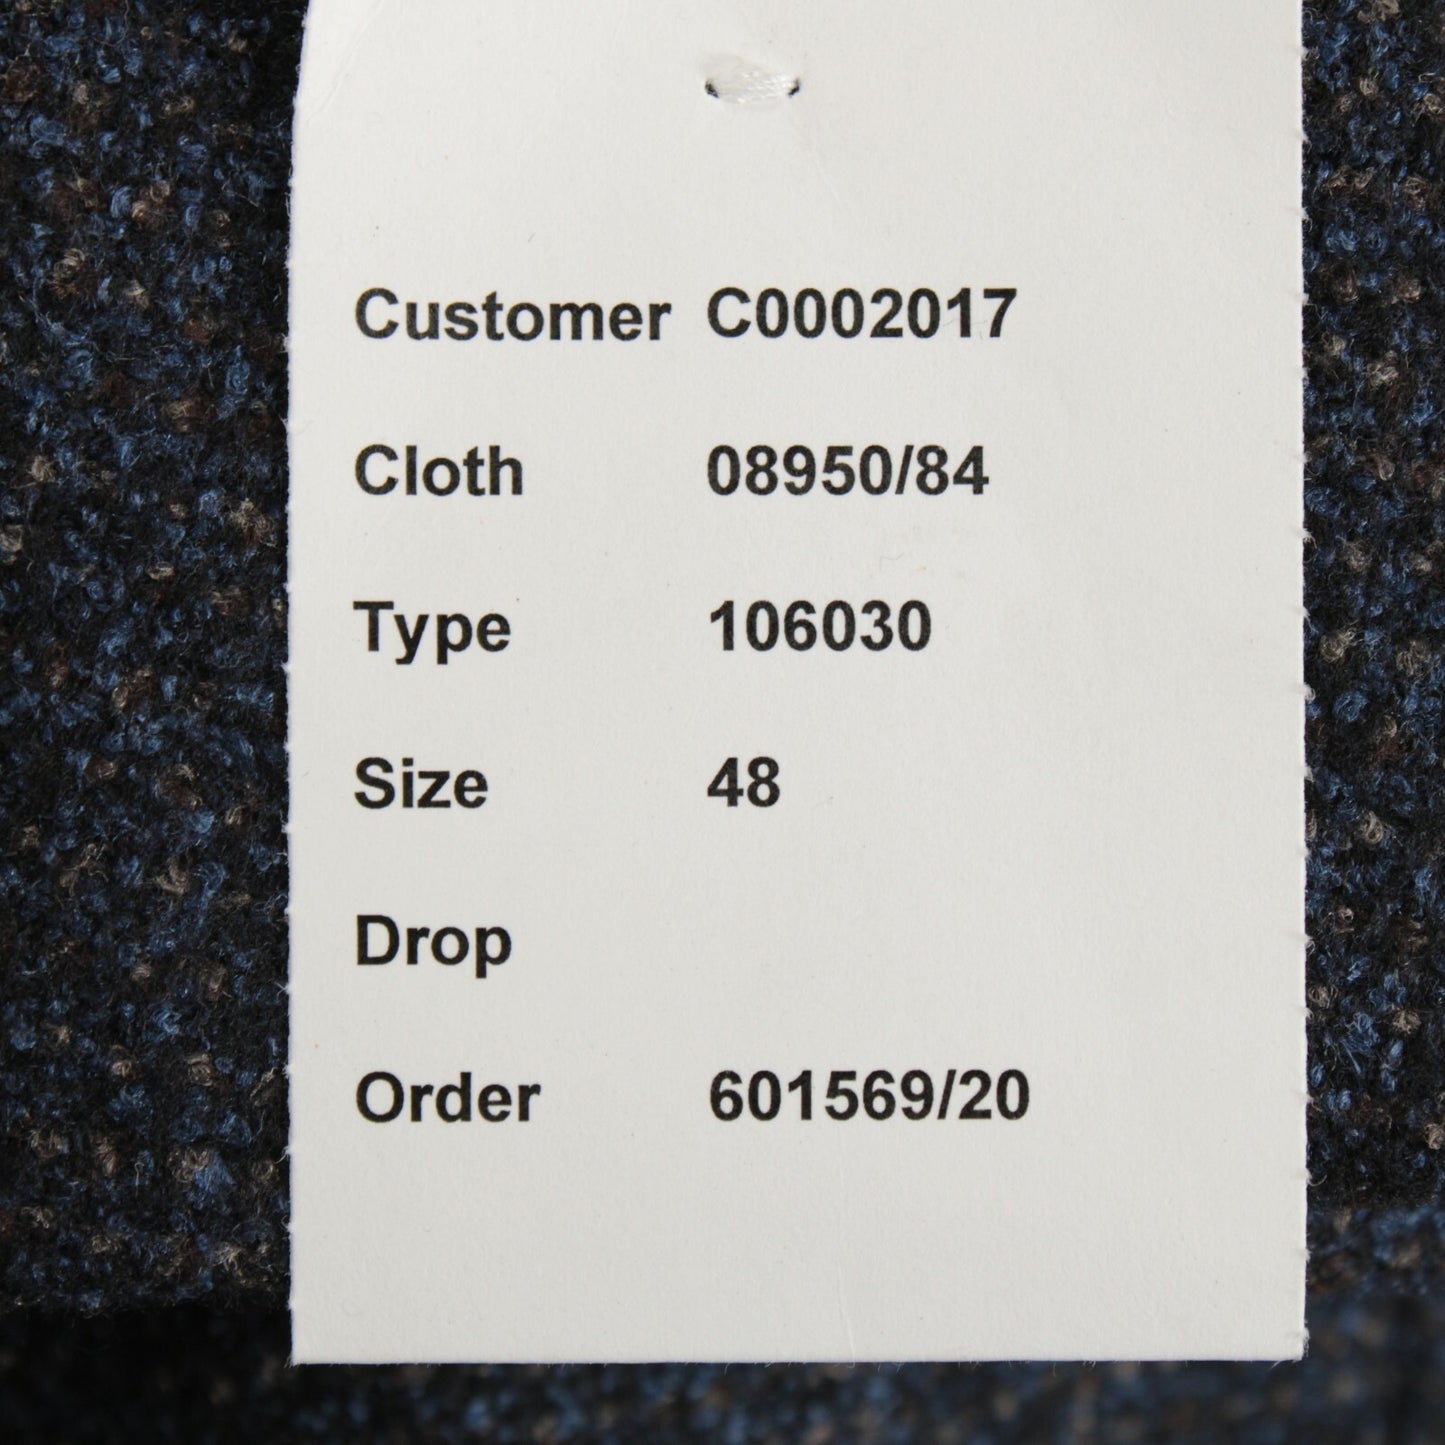 Customer C0002017
Cloth 08950/84
Type 106030
Size 48
Drop
Order 601569/20